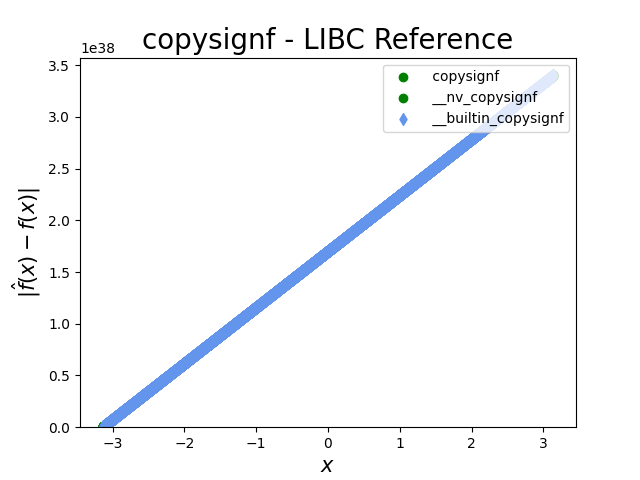 copysignf - LIBC Reference
1e38
3.5
3.0
2.5
2.0
1.5
1.0
0.5
0.0
|f̂(x) − f(x)|
copysignf
__nv_copysignf
__builtin_copysignf
−3
−2
−1
0
1
2
3
x